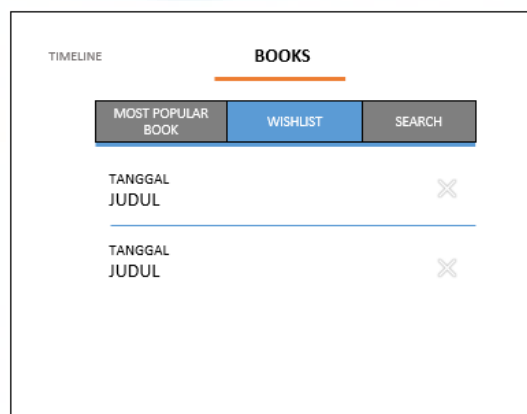 TIMELINE
BOOKS
MOST POPULAR
BOOK
WISHLIST
SEARCH
TANGGAL
JUDUL
TANGGAL
JUDUL